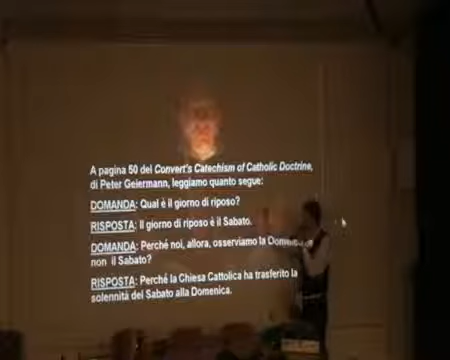 A pagina 50 del Convert's Catechism of Catholic Doctrine,
di Peter Geiermann, leggiamo quanto segue:
DOMANDA: Qual è il giorno di riposo?
RISPOSTA: Il giorno di riposo è il Sabato.
DOMANDA: Perché noi, allora, osserviamo la Domenica e
non il Sabato?
RISPOSTA: Perché la Chiesa Cattolica ha trasferito la
solennità del Sabato alla Domenica.